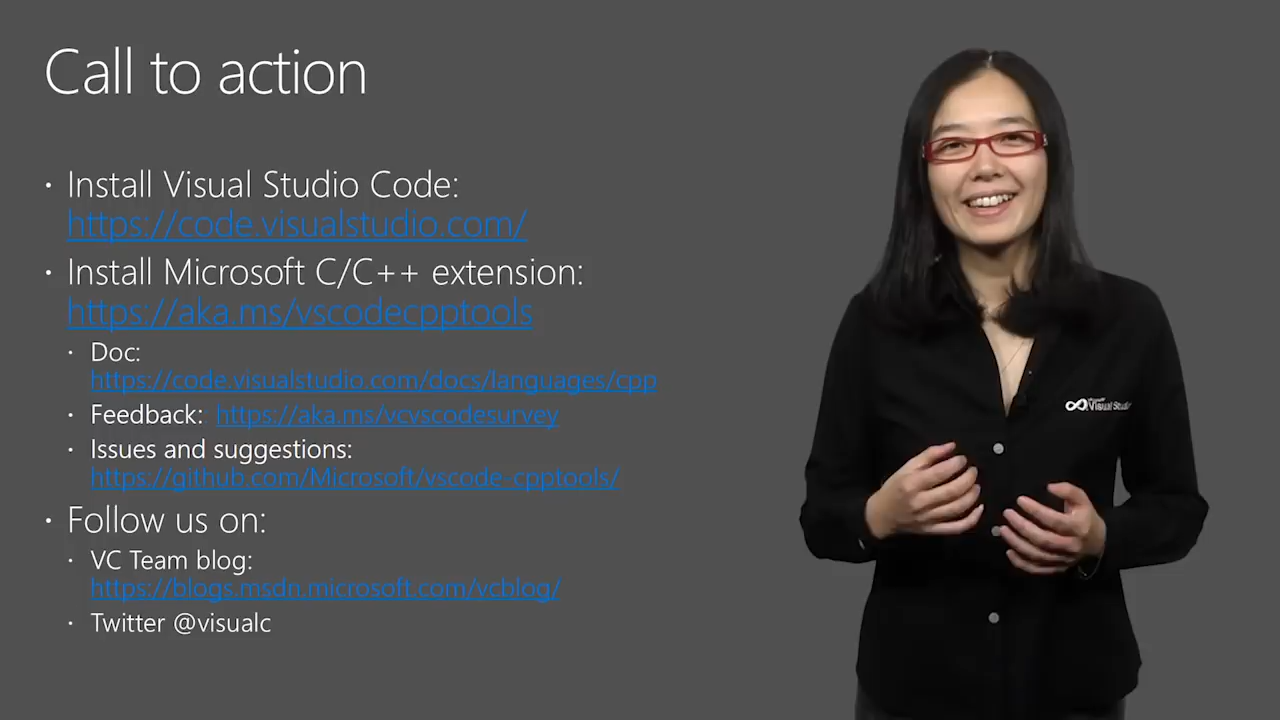 Call to action
· Install Visual Studio Code:
https://code.visualstudio.com/
· Install Microsoft C/C++ extension:
https://aka.ms/vscodecpptools
· Doc:
https://code.visualstudio.com/docs/languages/cpp
· Feedback: https://aka.ms/vcvscodesurvey
· Issues and suggestions:
https://github.com/Microsoft/vscode-cpptools/
· Follow us on:
· VC Team blog:
https://blogs.msdn.microsoft.com/vcblog/
· Twitter @visualc
Visual Studio